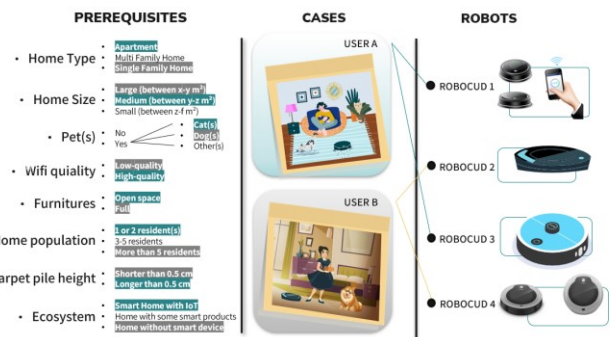 PREREQUISITES
CASES
ROBOTS
• Home Type
• Apartment
• Multi Family Home
• Single Family Home
• Home Size
• Large (between x-y m²)
• Medium (between y-z m²)
• Small (between z-f m²)
• Pet(s)
• No
• Yes
• Cat(s)
• Dog(s)
• Other(s)
• Wifi quiality
• Low-quality
• High-quality
• Furnitures
• Open space
• Full
ome population
• 1 or 2 resident(s)
• 3-5 residents
• More than 5 residents
arpet pile height
• Shorter than 0.5 cm
• Longer than 0.5 cm
• Ecosystem
• Smart Home with IoT
• Home with some smart products
• Home without smart device
USER A
USER B
ROBOCUD 1
ROBOCUD 2
ROBOCUD 3
ROBOCUD 4